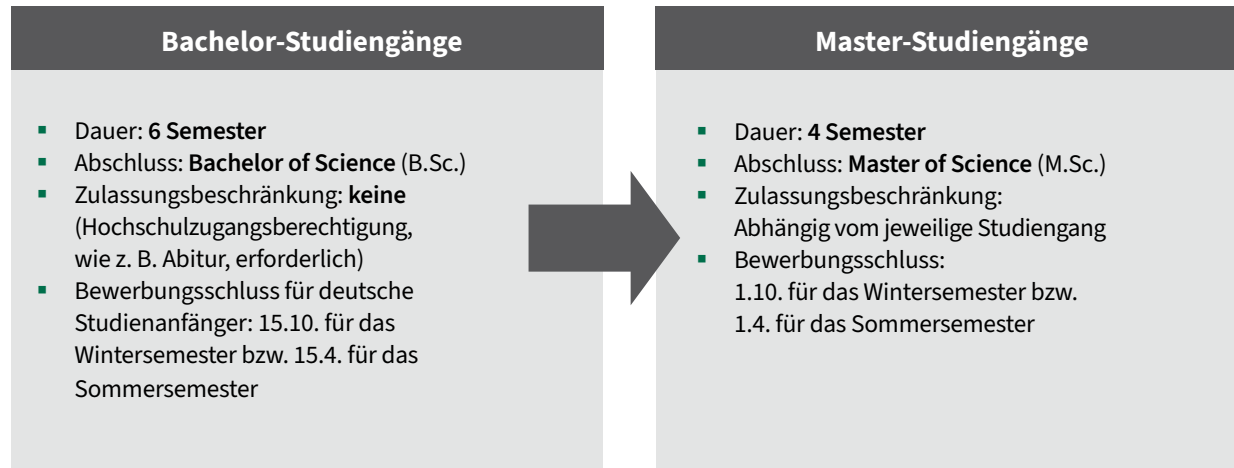 Bachelor-Studiengänge
▪ Dauer: 6 Semester
▪ Abschluss: Bachelor of Science (B.Sc.)
▪ Zulassungsbeschränkung: keine
(Hochschulzugangsberechtigung,
wie z. B. Abitur, erforderlich)
▪ Bewerbungsschluss für deutsche
Studienanfänger: 15.10. für das
Wintersemester bzw. 15.4. für das
Sommersemester
Master-Studiengänge
▪ Dauer: 4 Semester
▪ Abschluss: Master of Science (M.Sc.)
▪ Zulassungsbeschränkung:
Abhängig vom jeweilige Studiengang
▪ Bewerbungsschluss:
1.10. für das Wintersemester bzw.
1.4. für das Sommersemester